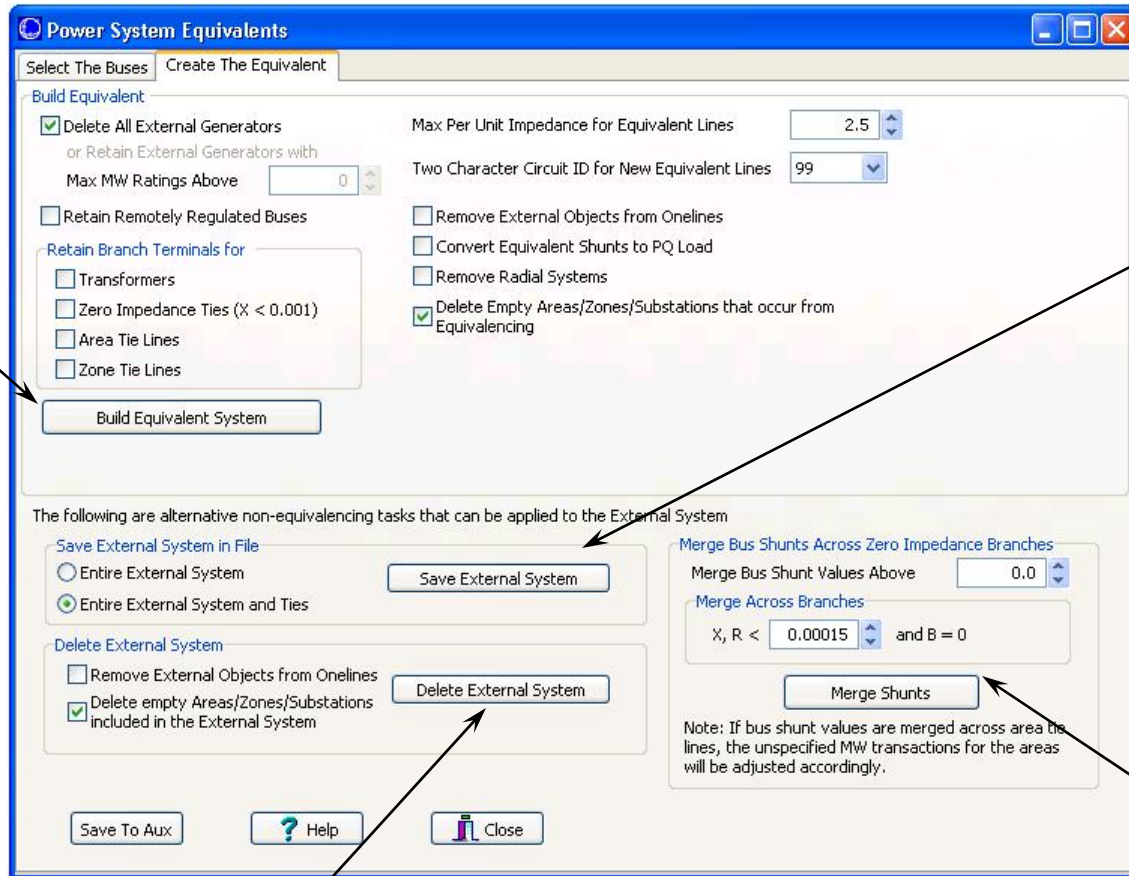 Power System Equivalents
Select The Buses
Create The Equivalent
Build Equivalent
Delete All External Generators
or Retain External Generators with
Max MW Ratings Above 0
Retain Remotely Regulated Buses
Retain Branch Terminals for
Transformers
Zero Impedance Ties (X < 0.001)
Area Tie Lines
Zone Tie Lines
Build Equivalent System
Max Per Unit Impedance for Equivalent Lines 2.5
Two Character Circuit ID for New Equivalent Lines 99
Remove External Objects from Onelines
Convert Equivalent Shunts to PQ Load
Remove Radial Systems
Delete Empty Areas/Zones/Substations that occur from
Equivalencing
The following are alternative non-equivalencing tasks that can be applied to the External System
Save External System in File
Entire External System
Entire External System and Ties
Save External System
Delete External System
Remove External Objects from Onelines
Delete empty Areas/Zones/Substations
included in the External System
Delete External System
Merge Bus Shunts Across Zero Impedance Branches
Merge Bus Shunt Values Above 0.0
Merge Across Branches
X, R < 0.00015 and B = 0
Merge Shunts
Note: If bus shunt values are merged across area tie
lines, the unspecified MW transactions for the areas
will be adjusted accordingly.
Save To Aux
? Help
Close